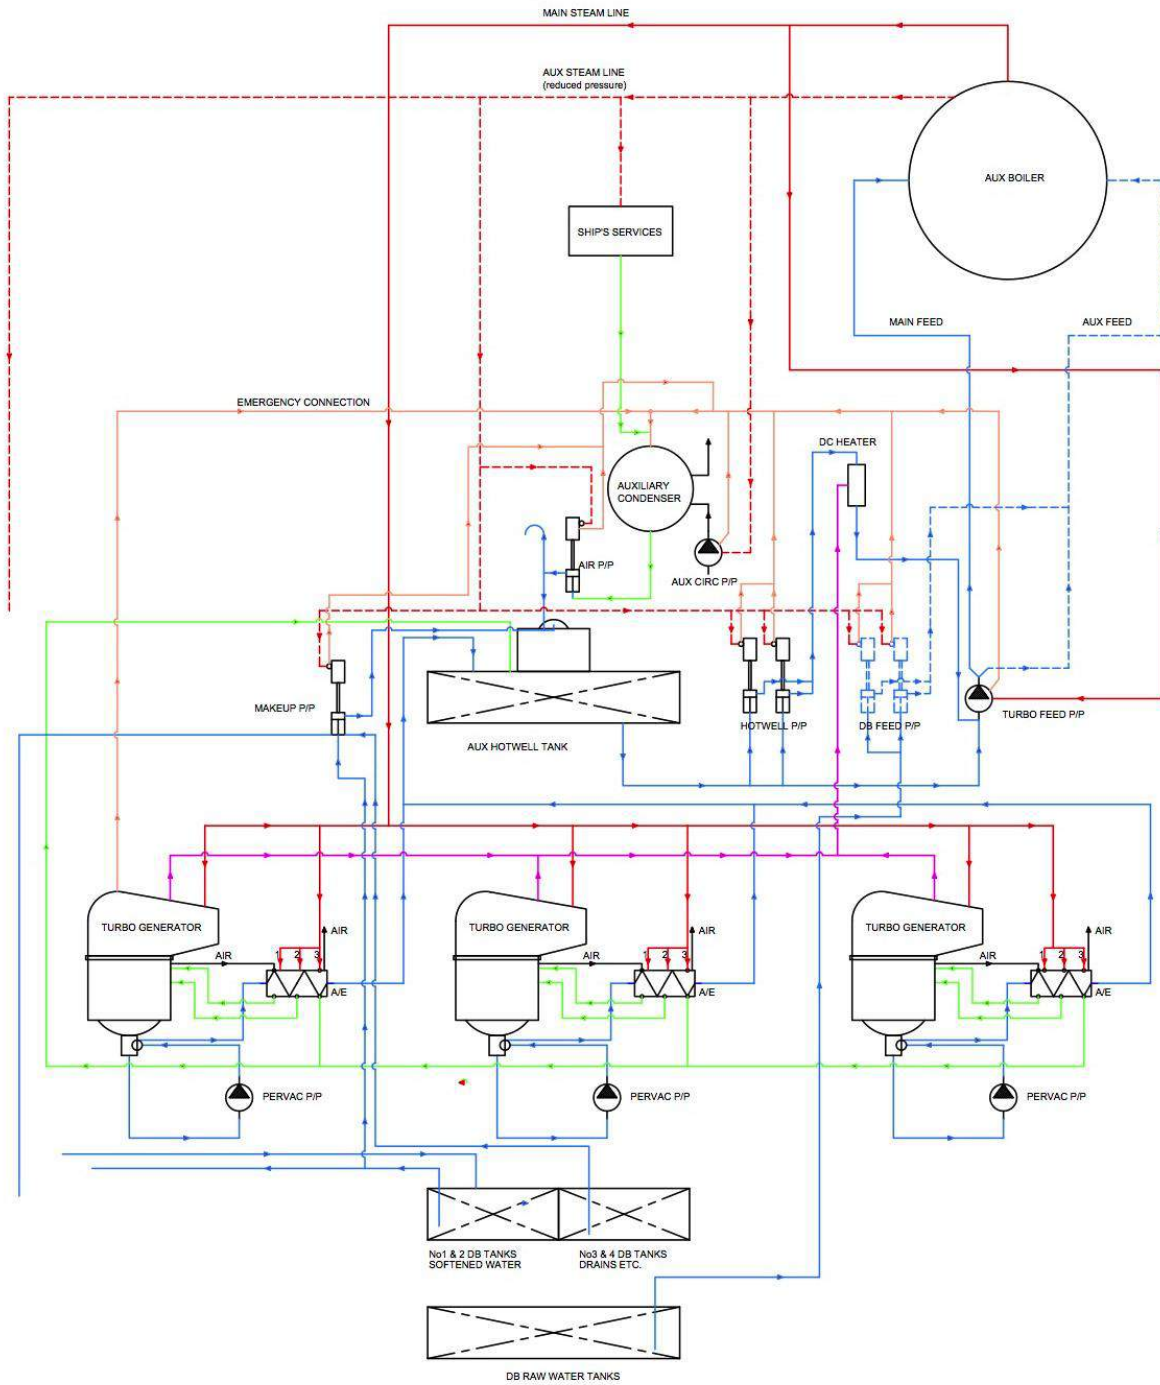 MAIN STEAM LINE
AUX STEAM LINE
(reduced pressure)
AUX BOILER
SHIP'S SERVICES
MAIN FEED
AUX FEED
EMERGENCY CONNECTION
DC HEATER
AUXILIARY
CONDENSER
AIR P/P
AUX CIRC P/P
MAKEUP P/P
HOTWELL P/P
DB FEED P/P
TURBO FEED P/P
AUX HOTWELL TANK
TURBO GENERATOR
AIR
AIR
1 2 3
A/E
TURBO GENERATOR
AIR
AIR
1 2 3
A/E
TURBO GENERATOR
AIR
AIR
1 2 3
A/E
PERVAC P/P
PERVAC P/P
PERVAC P/P
No1 & 2 DB TANKS
SOFTENED WATER
No3 & 4 DB TANKS
DRAINS ETC.
DB RAW WATER TANKS